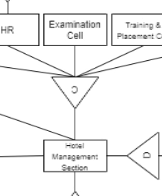 HR
Examination
Cell
Training &
Placement C
Hotel
Management
Section